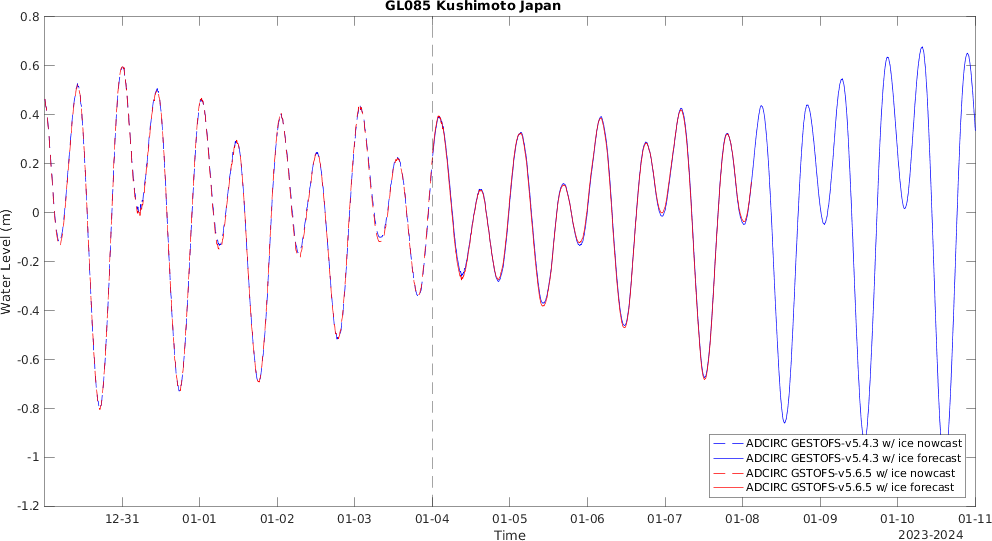 GL085 Kushimoto Japan
0.8
0.6
0.4
0.2
0
-0.2
-0.4
-0.6
-0.8
-1
-1.2
Water Level (m)
ADCIRC GESTOFS-v5.4.3 w/ ice nowcast
ADCIRC GESTOFS-v5.4.3 w/ ice forecast
ADCIRC GSTOFS-v5.6.5 w/ ice nowcast
ADCIRC GSTOFS-v5.6.5 w/ ice forecast
12-31 01-01 01-02 01-03 01-04 01-05 01-06 01-07 01-08 01-09 01-10 01-11
Time
2023-2024